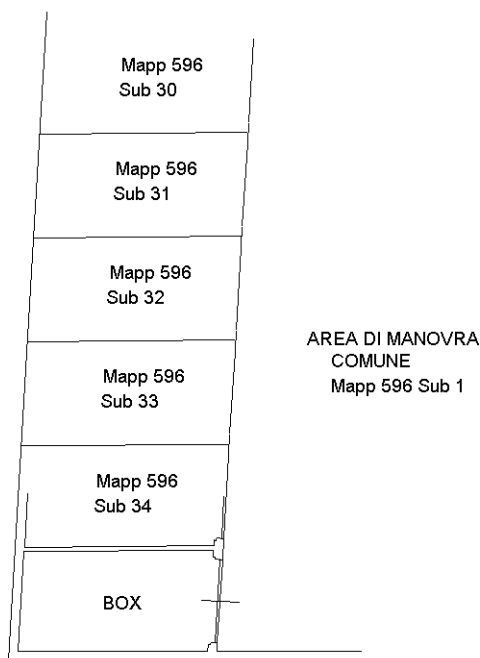 Mapp 596
Sub 30
Mapp 596
Sub 31
Mapp 596
Sub 32
AREA DI MANOVRA
COMUNE
Mapp 596 Sub 1
Mapp 596
Sub 33
Mapp 596
Sub 34
BOX